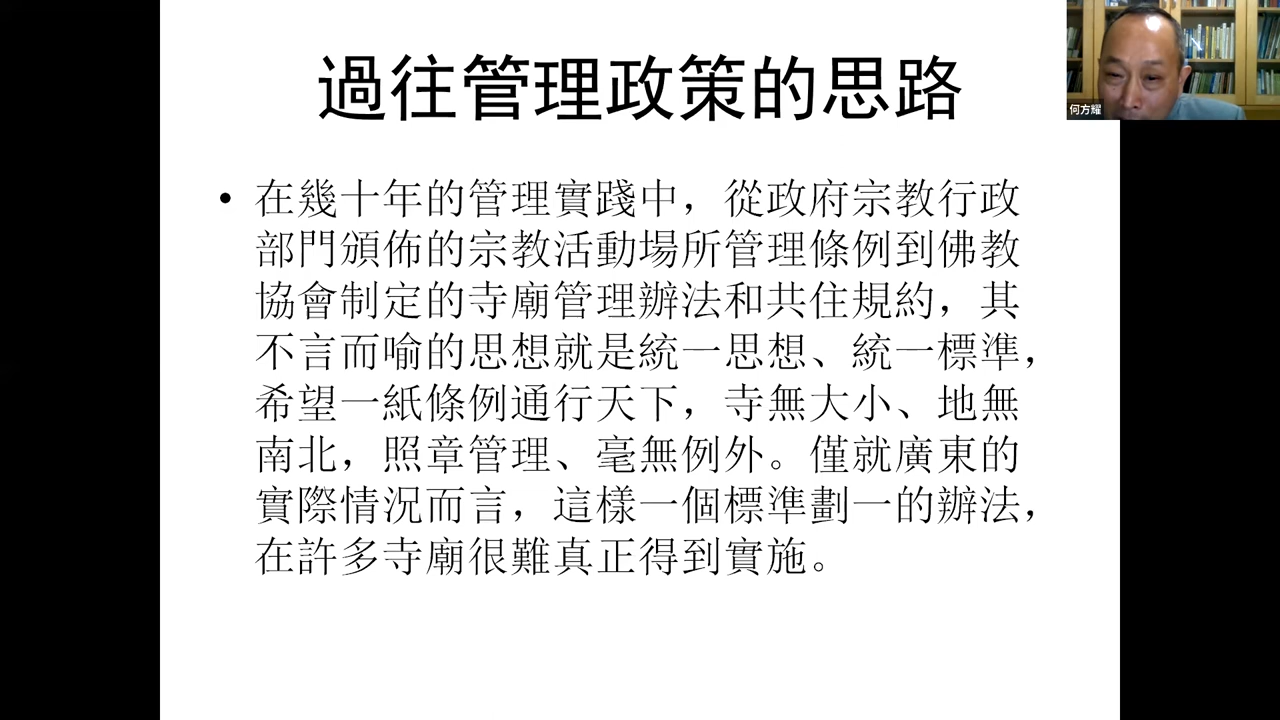 過往管理政策的思路
何方耀
• 在幾十年的管理實踐中，從政府宗教行政
部門頒佈的宗教活動場所管理條例到佛教
協會制定的寺廟管理辦法和共住規約，其
不言而喻的思想就是統一思想、統一標準，
希望一紙條例通行天下，寺無大小、地無
南北，照章管理、毫無例外。僅就廣東的
實際情況而言，這樣一個標準劃一的辦法，
在許多寺廟很難真正得到實施。